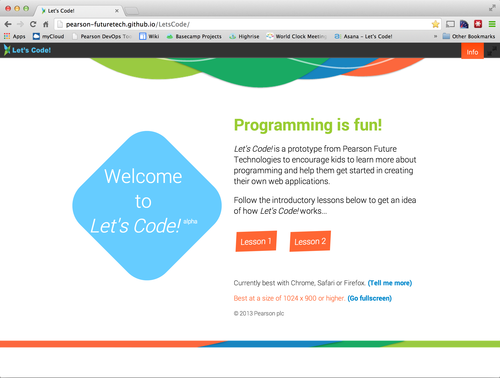 Let's Code!
pearson-futuretech.github.io/LetsCode/
Apps myCloud Pearson DevOps Basecamp Projects Highrise World Clock Meeting Wiki Asana – Let's Code! » Other Bookmarks
Let's Code! Info
Programming is fun!
Let's Code! is a prototype from Pearson Future
Technologies to encourage kids to learn more about
programming and help them get started in creating
their own web applications.
Follow the introductory lessons below to get an idea
of how Let's Code! works...
Welcome
to
Let's Code! alpha
Lesson 1 Lesson 2
Currently best with Chrome, Safari or Firefox. (Tell me more)
Best at a size of 1024 x 900 or higher. (Go fullscreen)
© 2013 Pearson plc